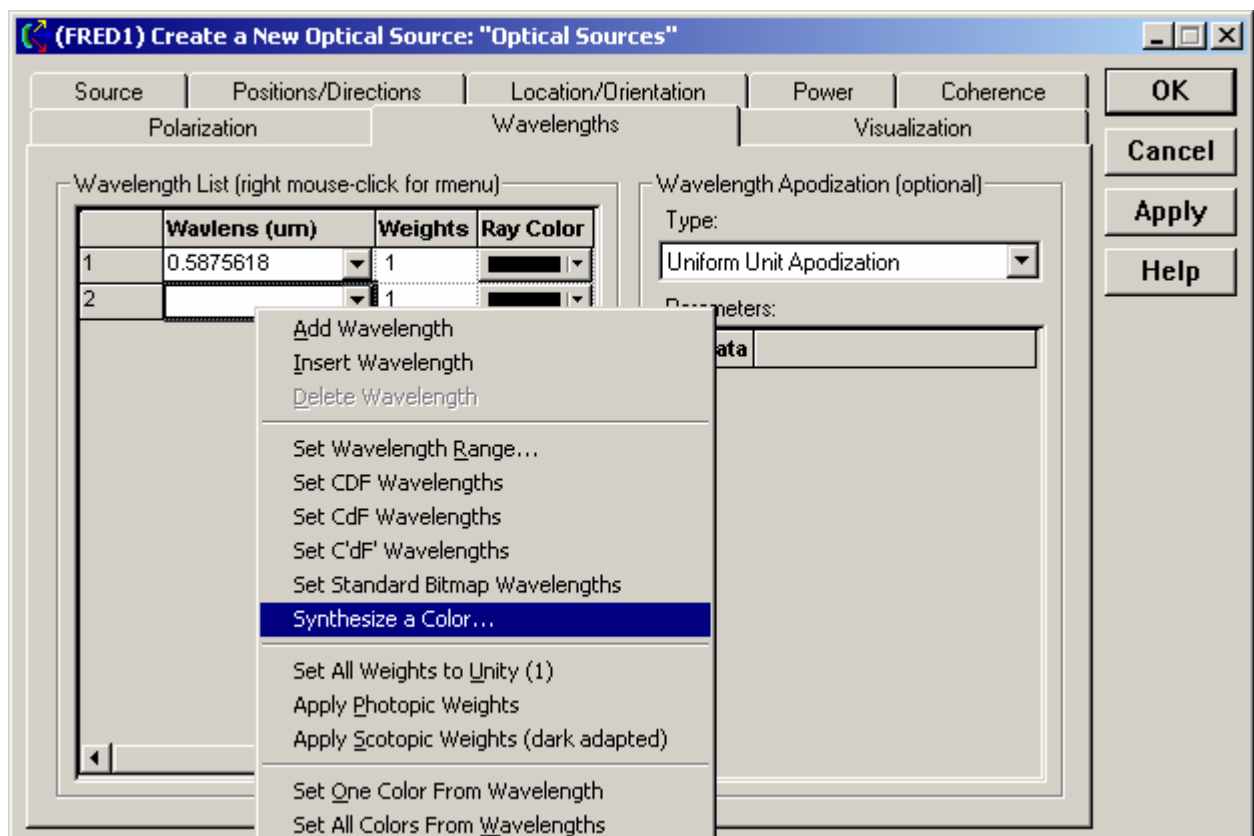 (FRED1) Create a New Optical Source: "Optical Sources"
Source Positions/Directions Location/Orientation Power Coherence
Polarization Wavelengths Visualization
OK
Cancel
Apply
Help
Wavelength List (right mouse-click for rmenu)
Wavlens (um) Weights Ray Color
1 0.5875618 1
2 1
Wavelength Apodization (optional)
Type:
Uniform Unit Apodization
meters:
ata
Add Wavelength
Insert Wavelength
Delete Wavelength
Set Wavelength Range...
Set CDF Wavelengths
Set CdF Wavelengths
Set C'dF' Wavelengths
Set Standard Bitmap Wavelengths
Synthesize a Color...
Set All Weights to Unity (1)
Apply Photopic Weights
Apply Scotopic Weights (dark adapted)
Set One Color From Wavelength
Set All Colors From Wavelengths